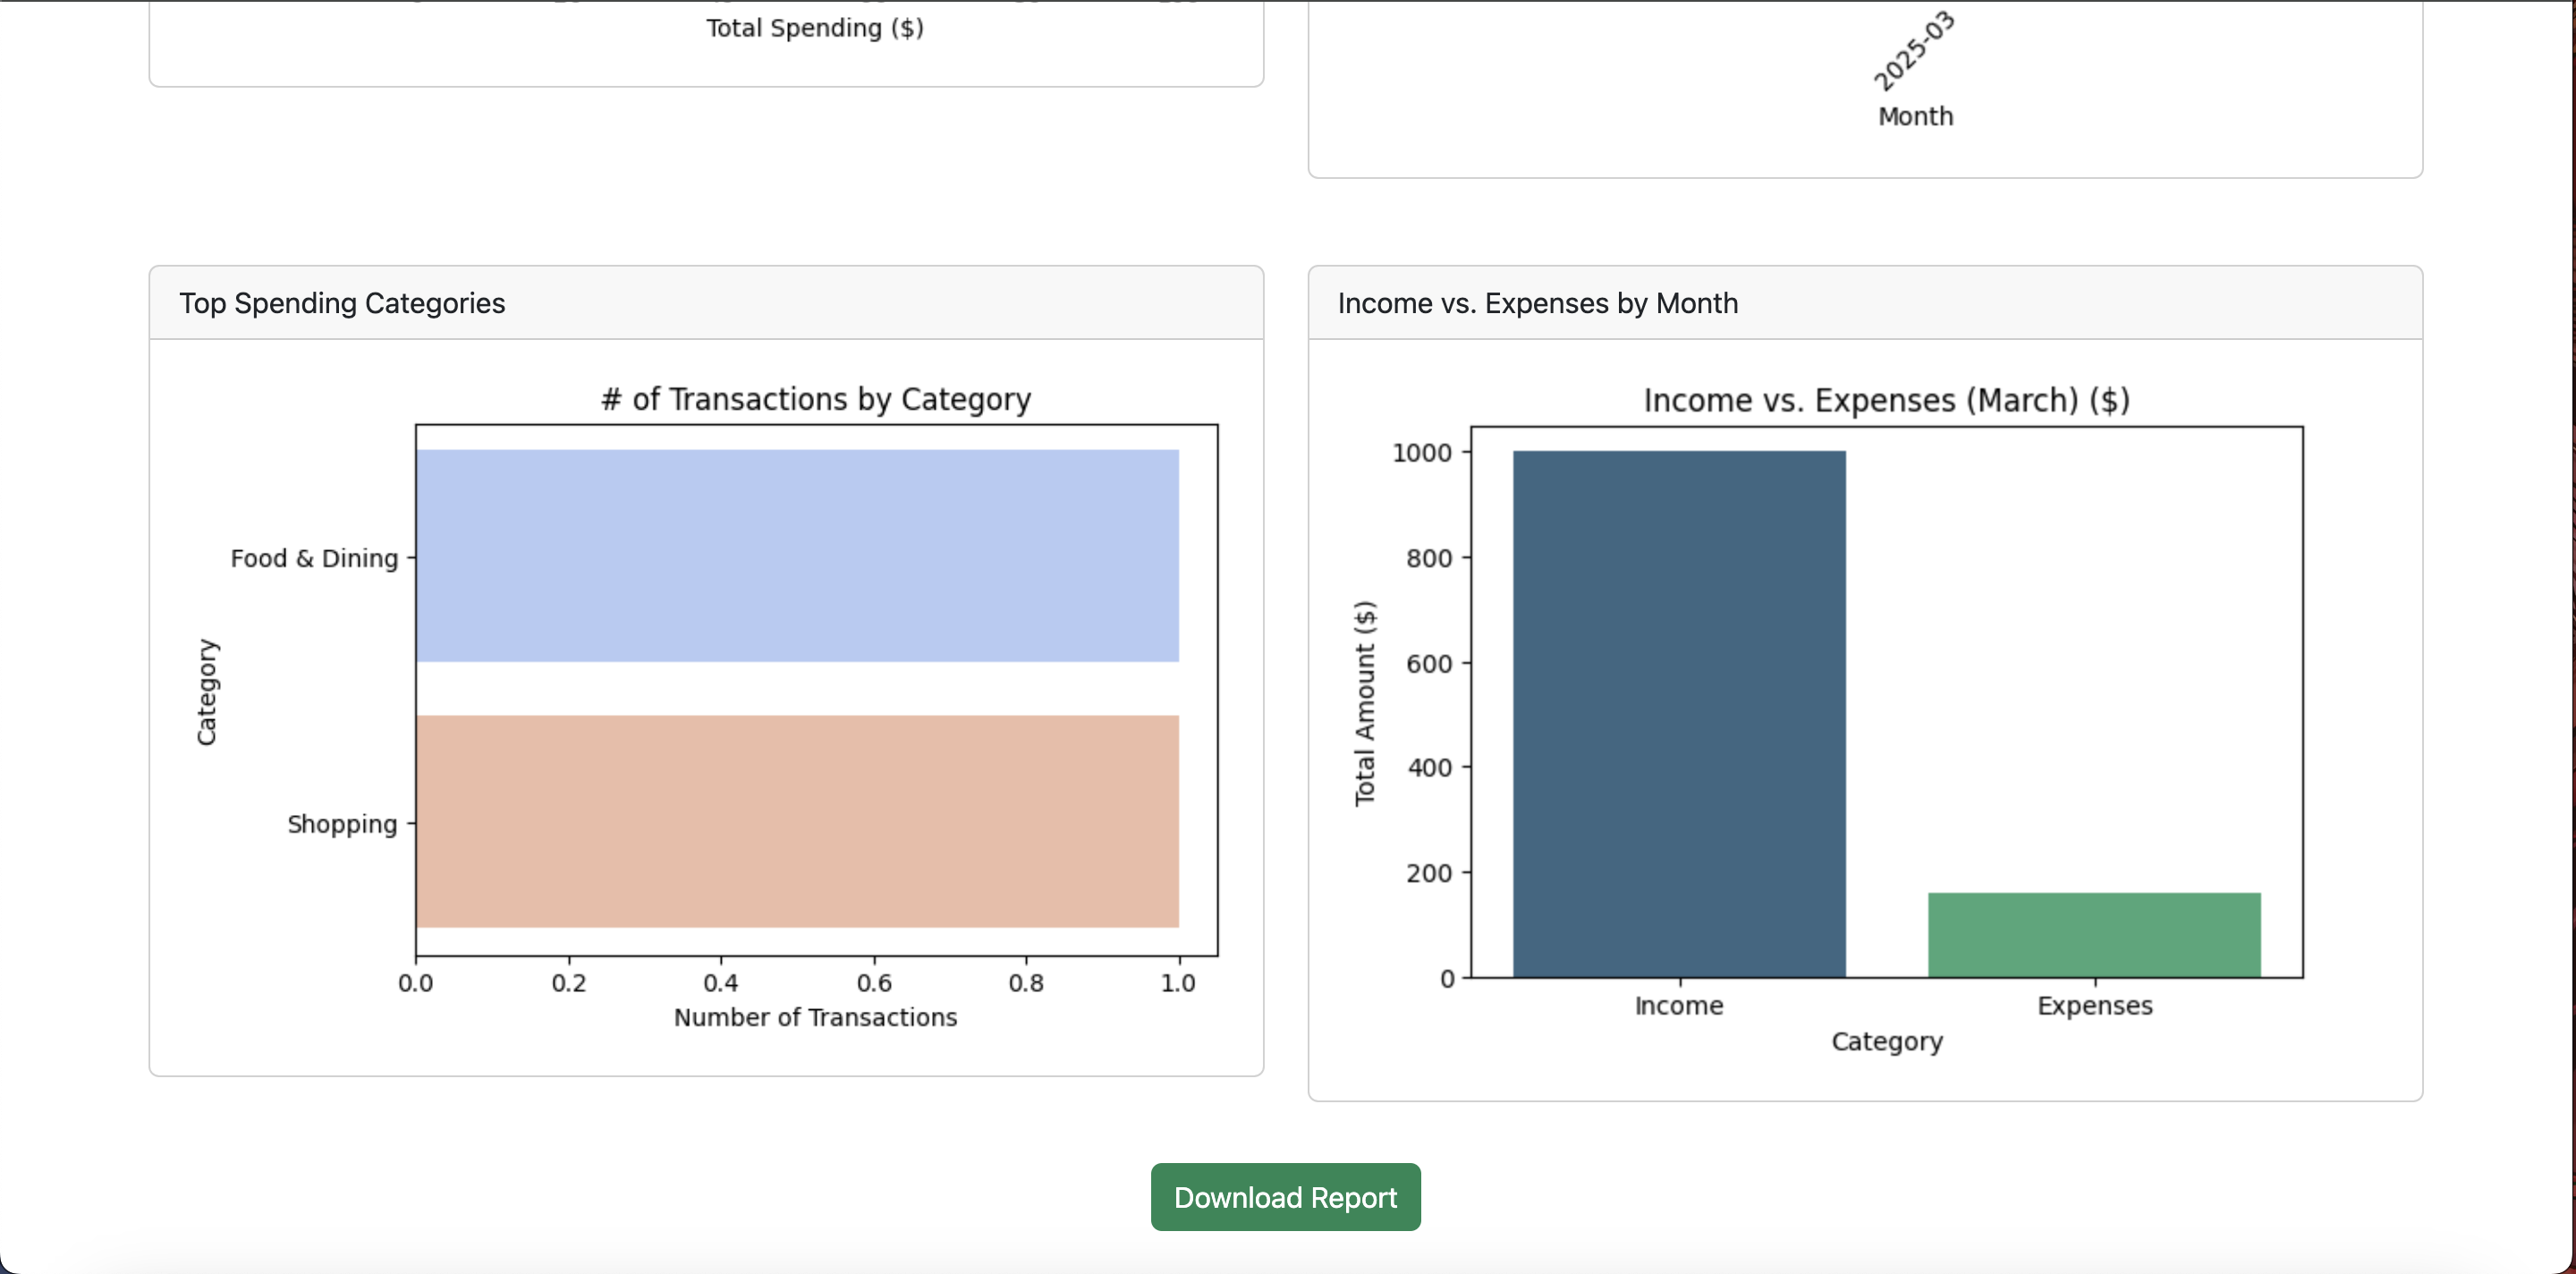 Total Spending ($)
2025-03
Month
Top Spending Categories
# of Transactions by Category
Food & Dining
Shopping
Category
0.0 0.2 0.4 0.6 0.8 1.0
Number of Transactions
Income vs. Expenses by Month
Income vs. Expenses (March) ($)
1000
800
600
400
200
0
Total Amount ($)
Income Expenses
Category
Download Report